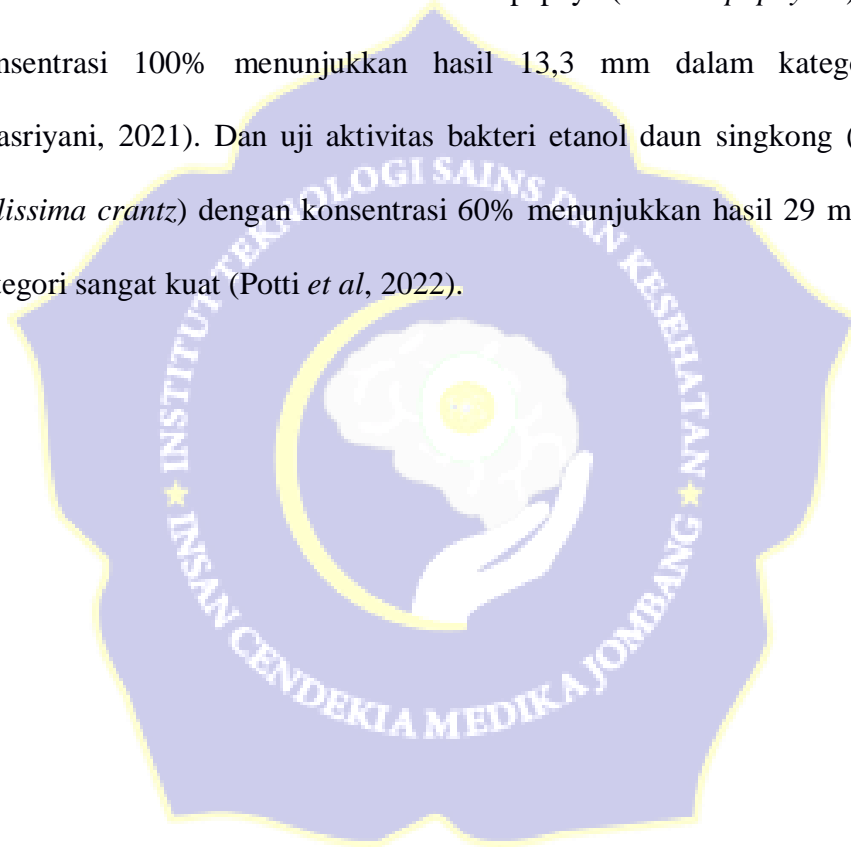 nsentrasi 100% menunjukkan hasil 13,3 mm dalam katego
asriyani, 2021). Dan uji aktivitas bakteri etanol daun singkong (
lissima crantz) dengan konsentrasi 60% menunjukkan hasil 29 m
tegori sangat kuat (Potti et al, 2022).
INSTITUT TEKNOLOGI SAINS DAN KESEHATAN
INSAN CENDEKIA MEDIKA JOMBANG